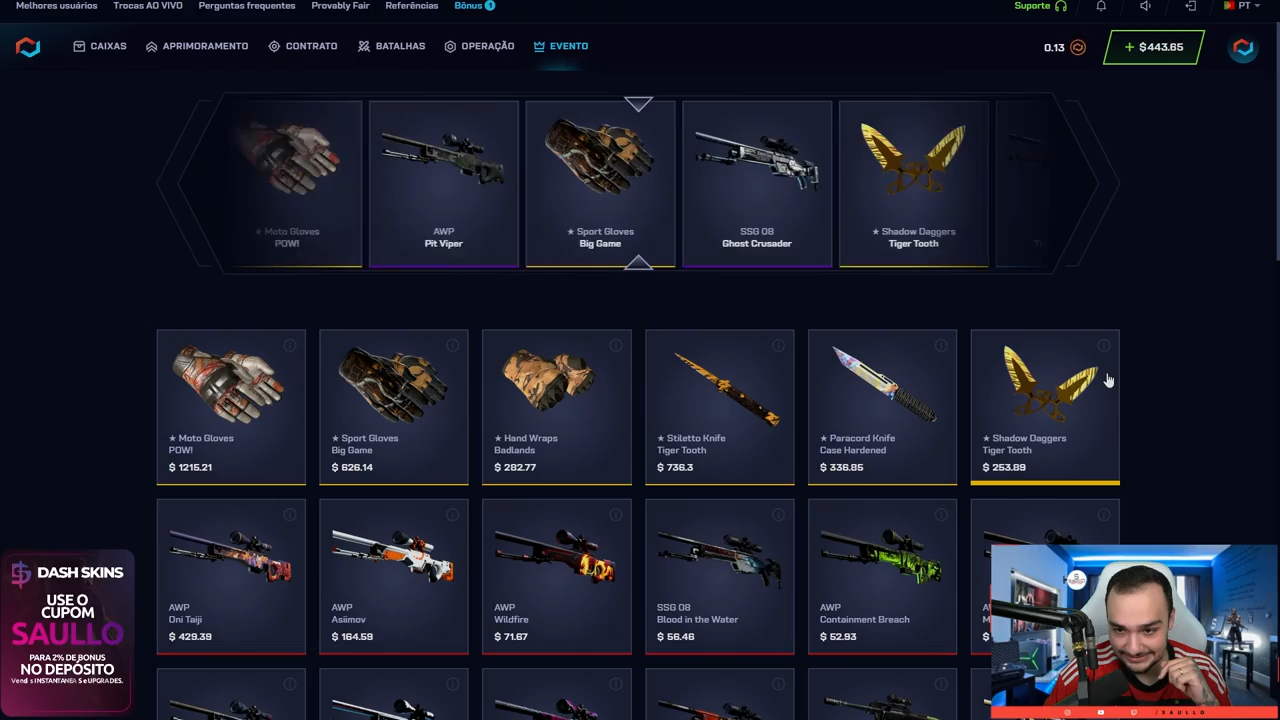 Melhores usuários Trocas AO VIVO Perguntas frequentes Provably Fair Referências Bônus 1 Suporte PT
CAIXAS APRIMORAMENTO CONTRATO BATALHAS OPERAÇÃO EVENTO 0.13 + $443.65
★ Moto Gloves
POW!
AWP
Pit Viper
★ Sport Gloves
Big Game
SSG 08
Ghost Crusader
★ Shadow Daggers
Tiger Tooth
★ Moto Gloves
POW!
$ 1215.21
★ Sport Gloves
Big Game
$ 626.14
★ Hand Wraps
Badlands
$ 282.77
★ Stiletto Knife
Tiger Tooth
$ 736.3
★ Paracord Knife
Case Hardened
$ 336.85
★ Shadow Daggers
Tiger Tooth
$ 253.89
AWP
Oni Taiji
$ 429.39
AWP
Asiimov
$ 164.59
AWP
Wildfire
$ 71.67
SSG 08
Blood in the Water
$ 56.46
AWP
Containment Breach
$ 52.93
DASH SKINS
USE O
CUPOM
SAULLO
PARA 2% DE BONUS
NO DEPÓSITO
Vends INSTANTANEA S e UPGRADES.
/SAULLO